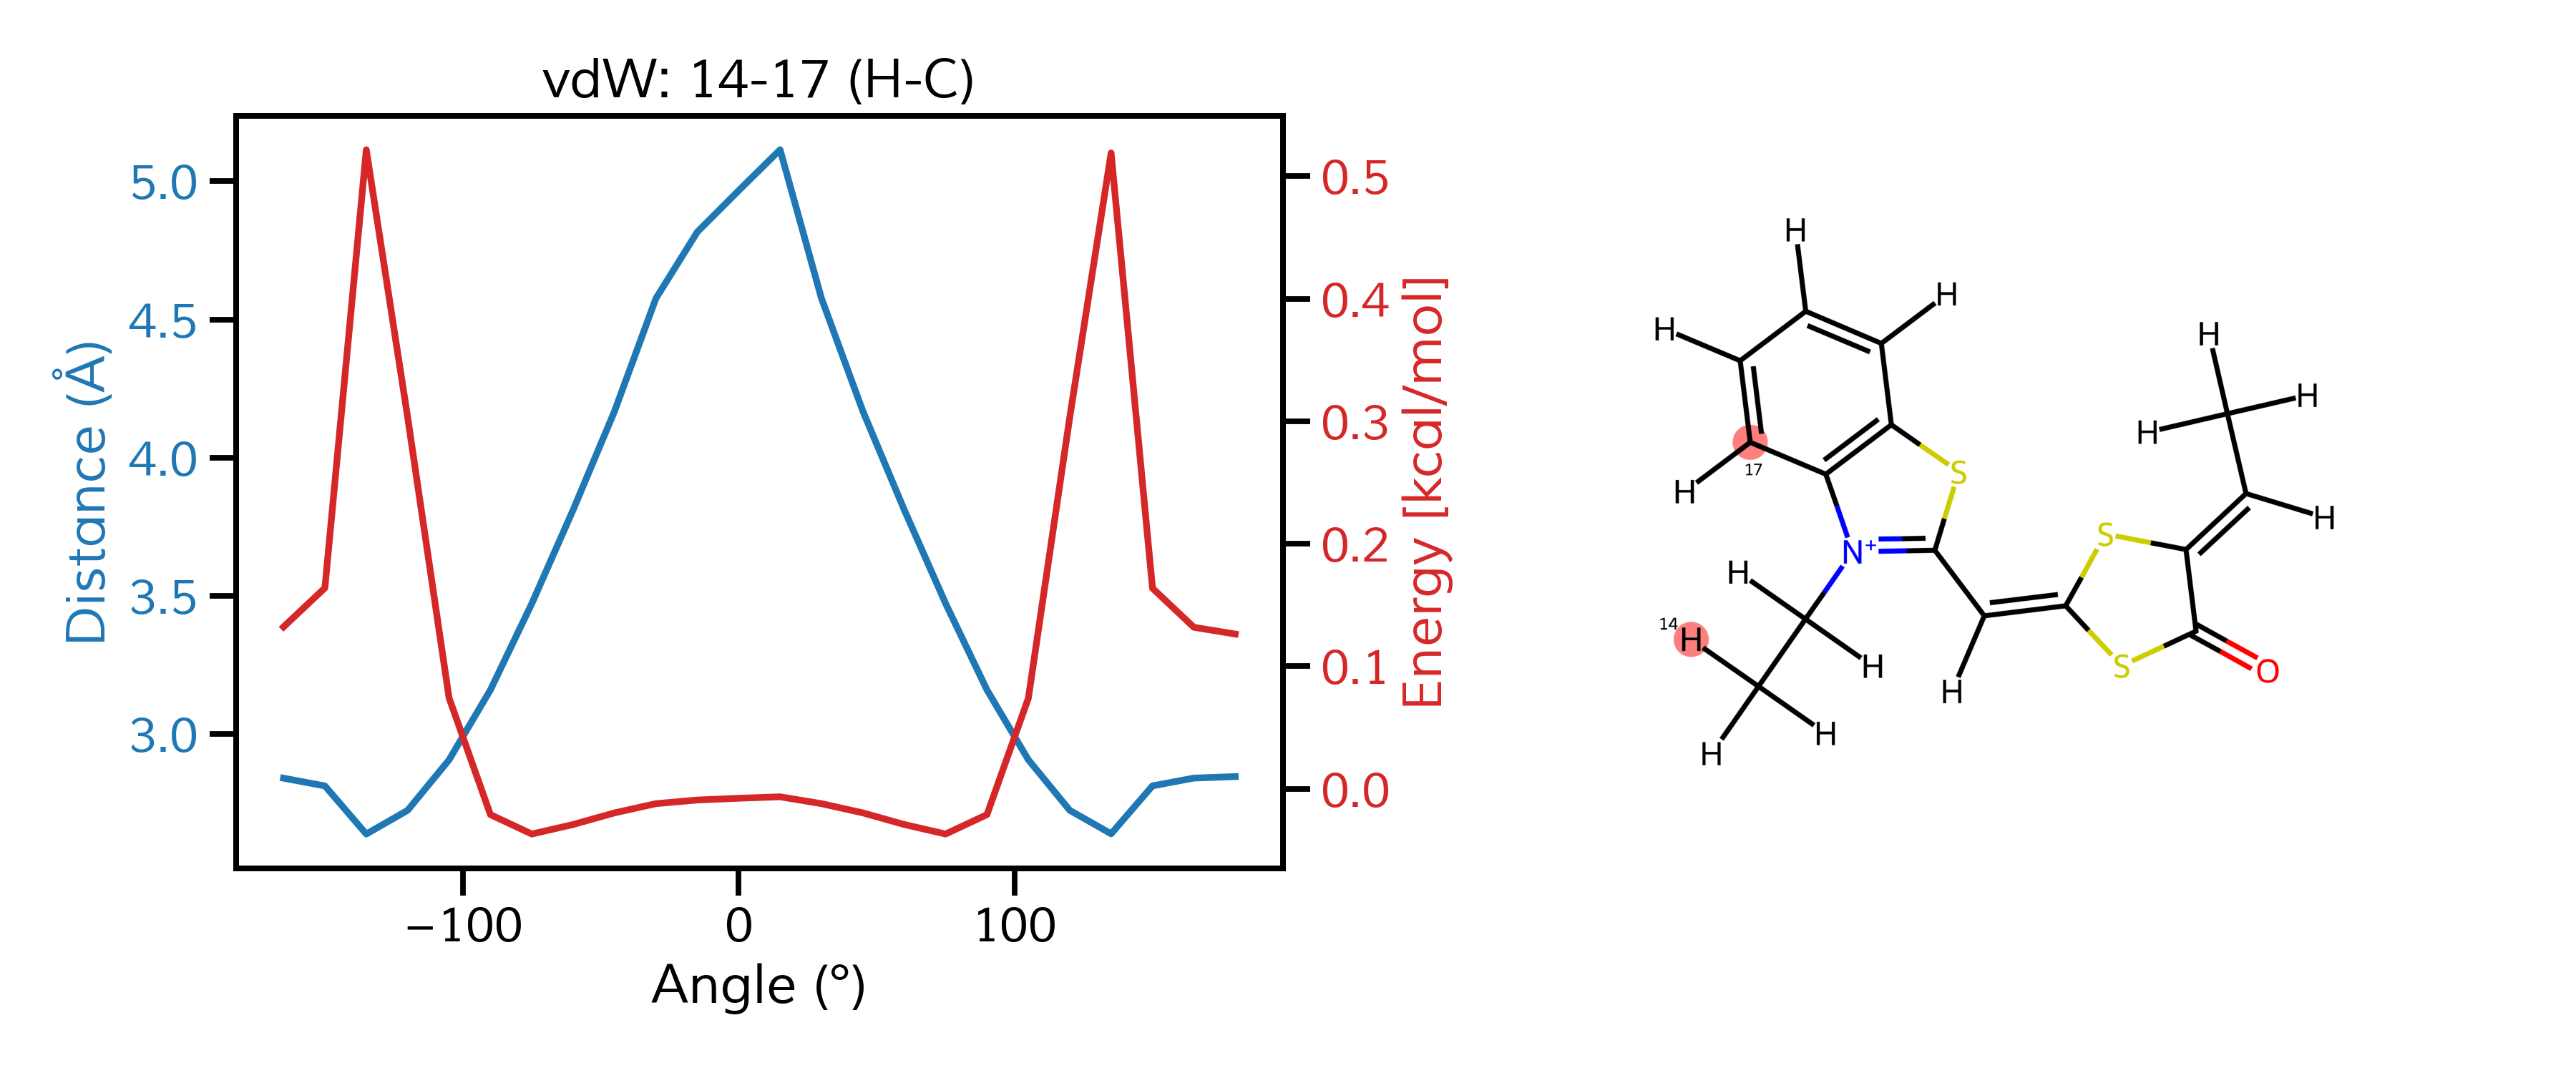 vdW: 14-17 (H-C)
5.0
4.5
4.0
3.5
3.0
Distance (Å)
0.5
0.4
0.3
0.2
0.1
0.0
Energy [kcal/mol]
−100
0
100
Angle (°)
H
H
H
H
H
H
17
S
H
H
S
N⁺
H
14
H
H
H
S
O
H
H
H